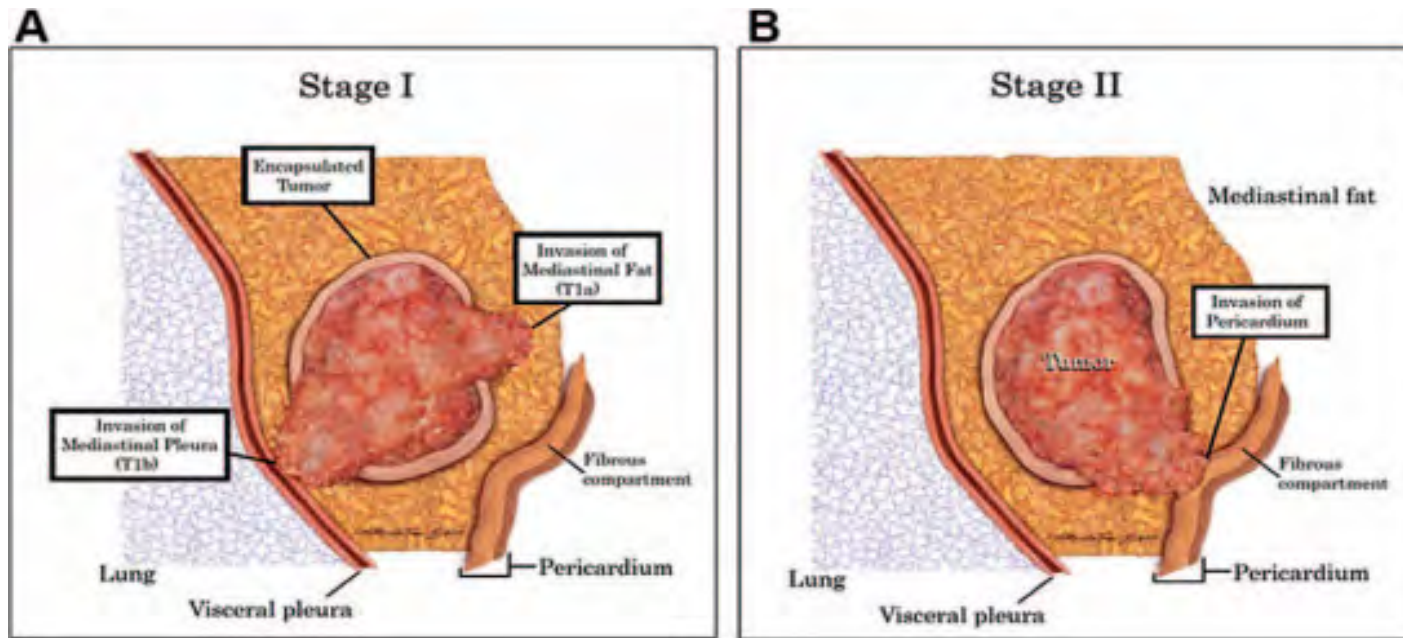 A
Stage I
Encapsulated
Tumor
Invasion of
Mediastinal Fat
(T1a)
Invasion of
Mediastinal Pleura
(T1b)
Fibrous
compartment
Lung
Pericardium
Visceral pleura
B
Stage II
Mediastinal fat
Invasion of
Pericardium
Tumor
Fibrous
compartment
Lung
Pericardium
Visceral pleura